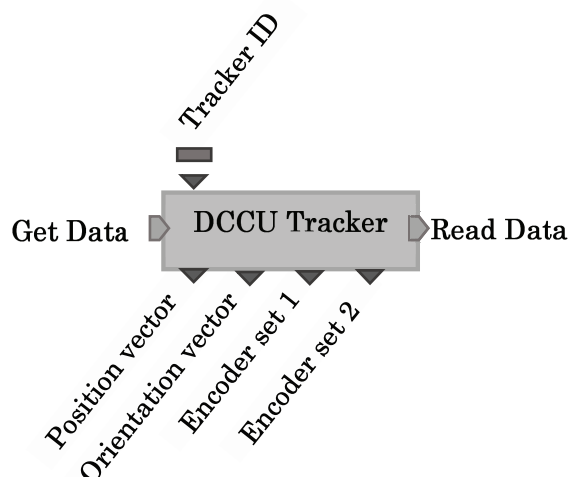 Tracker ID
Get Data
DCCU Tracker
Read Data
Position vector
Orientation vector
Encoder set 1
Encoder set 2